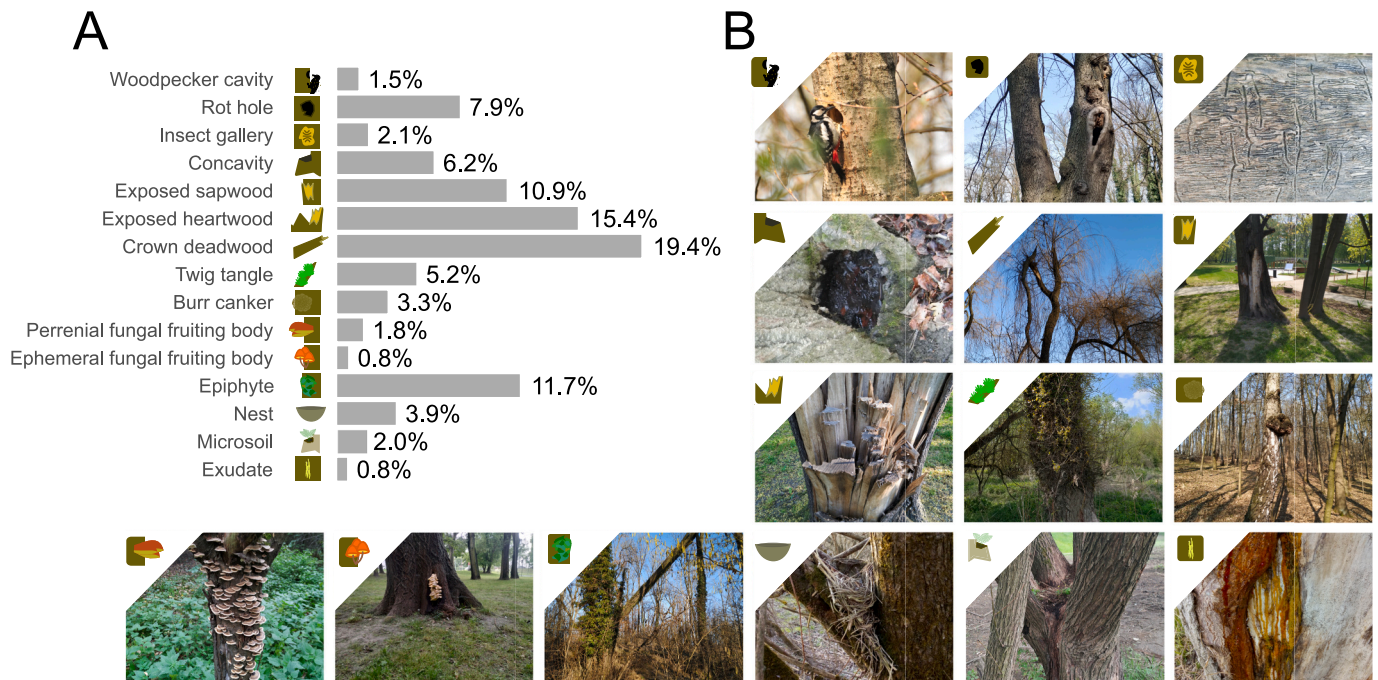 A
B
Woodpecker cavity 1.5%
Rot hole 7.9%
Insect gallery 2.1%
Concavity 6.2%
Exposed sapwood 10.9%
Exposed heartwood 15.4%
Crown deadwood 19.4%
Twig tangle 5.2%
Burr canker 3.3%
Perrenial fungal fruiting body 1.8%
Ephemeral fungal fruiting body 0.8%
Epiphyte 11.7%
Nest 3.9%
Microsoil 2.0%
Exudate 0.8%